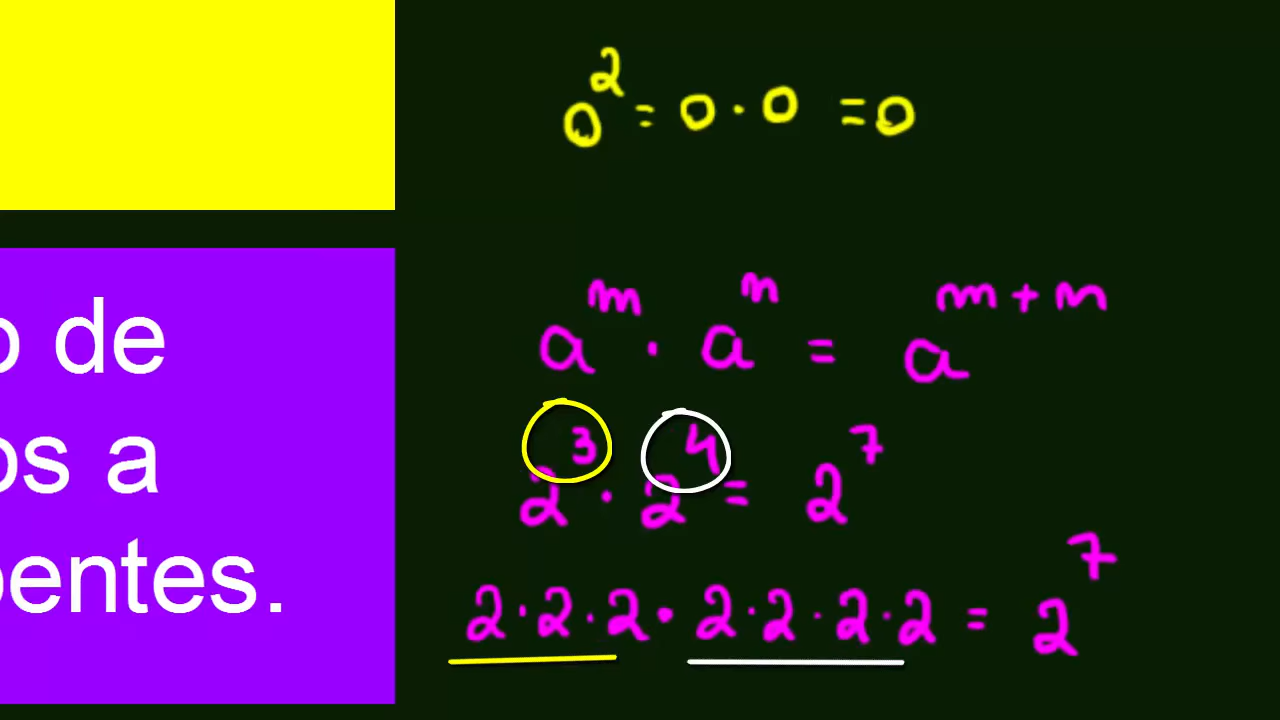 0² = 0 · 0 = 0
aᵐ · aⁿ = aᵐ⁺ⁿ
2³ · 2⁴ = 2⁷
2 · 2 · 2 · 2 · 2 · 2 · 2 = 2⁷
de
os a
entes.